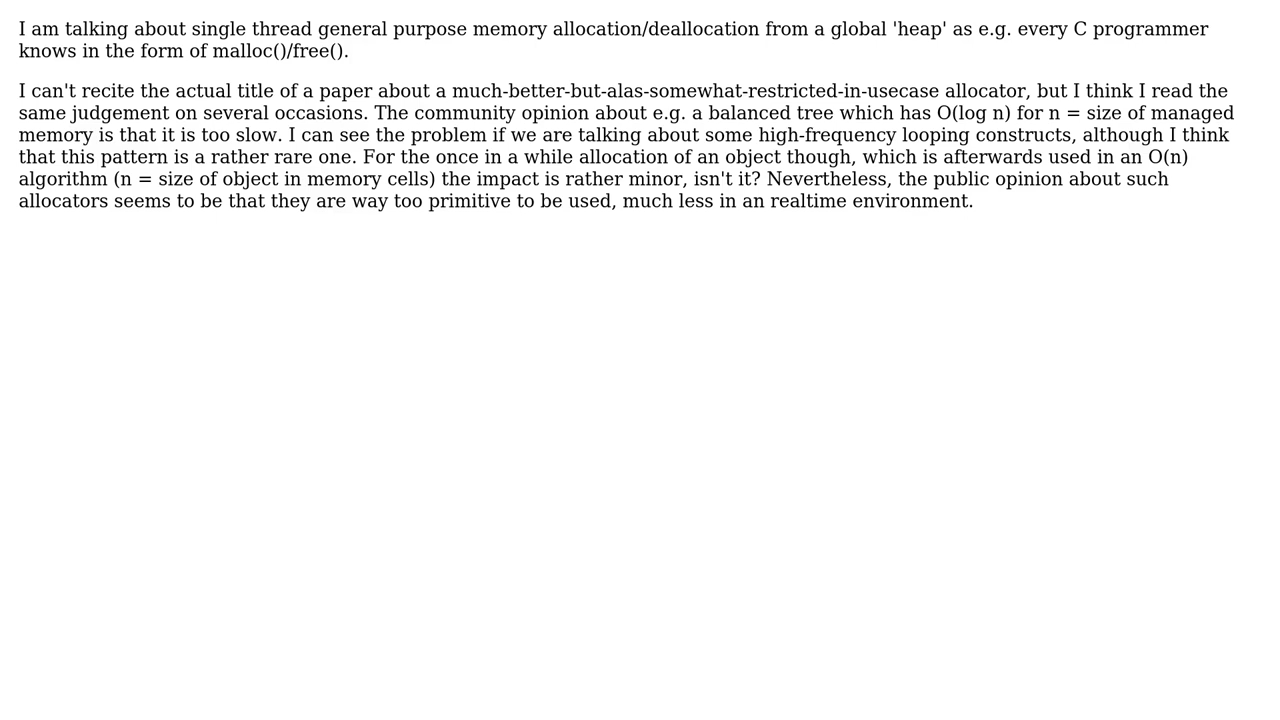 I am talking about single thread general purpose memory allocation/deallocation from a global 'heap' as e.g. every C programmer
knows in the form of malloc()/free().
I can't recite the actual title of a paper about a much-better-but-alas-somewhat-restricted-in-usecase allocator, but I think I read the
same judgement on several occasions. The community opinion about e.g. a balanced tree which has O(log n) for n = size of managed
memory is that it is too slow. I can see the problem if we are talking about some high-frequency looping constructs, although I think
that this pattern is a rather rare one. For the once in a while allocation of an object though, which is afterwards used in an O(n)
algorithm (n = size of object in memory cells) the impact is rather minor, isn't it? Nevertheless, the public opinion about such
allocators seems to be that they are way too primitive to be used, much less in an realtime environment.